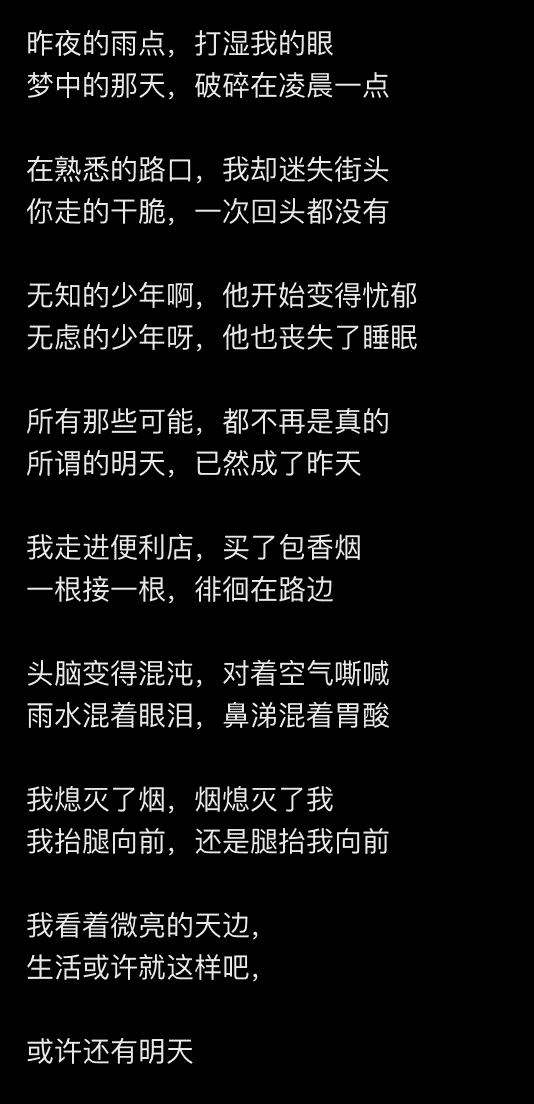 昨夜的雨点，打湿我的眼
梦中的那天，破碎在凌晨一点
在熟悉的路口，我却迷失街头
你走的干脆，一次回头都没有
无知的少年啊，他开始变得忧郁
无虑的少年呀，他也丧失了睡眠
所有那些可能，都不再是真的
所谓的明天，已然成了昨天
我走进便利店，买了包香烟
一根接一根，徘徊在路边
头脑变得混沌，对着空气嘶喊
雨水混着眼泪，鼻涕混着胃酸
我熄灭了烟，烟熄灭了我
我抬腿向前，还是腿抬我向前
我看着微亮的天边，
生活或许就这样吧，
或许还有明天